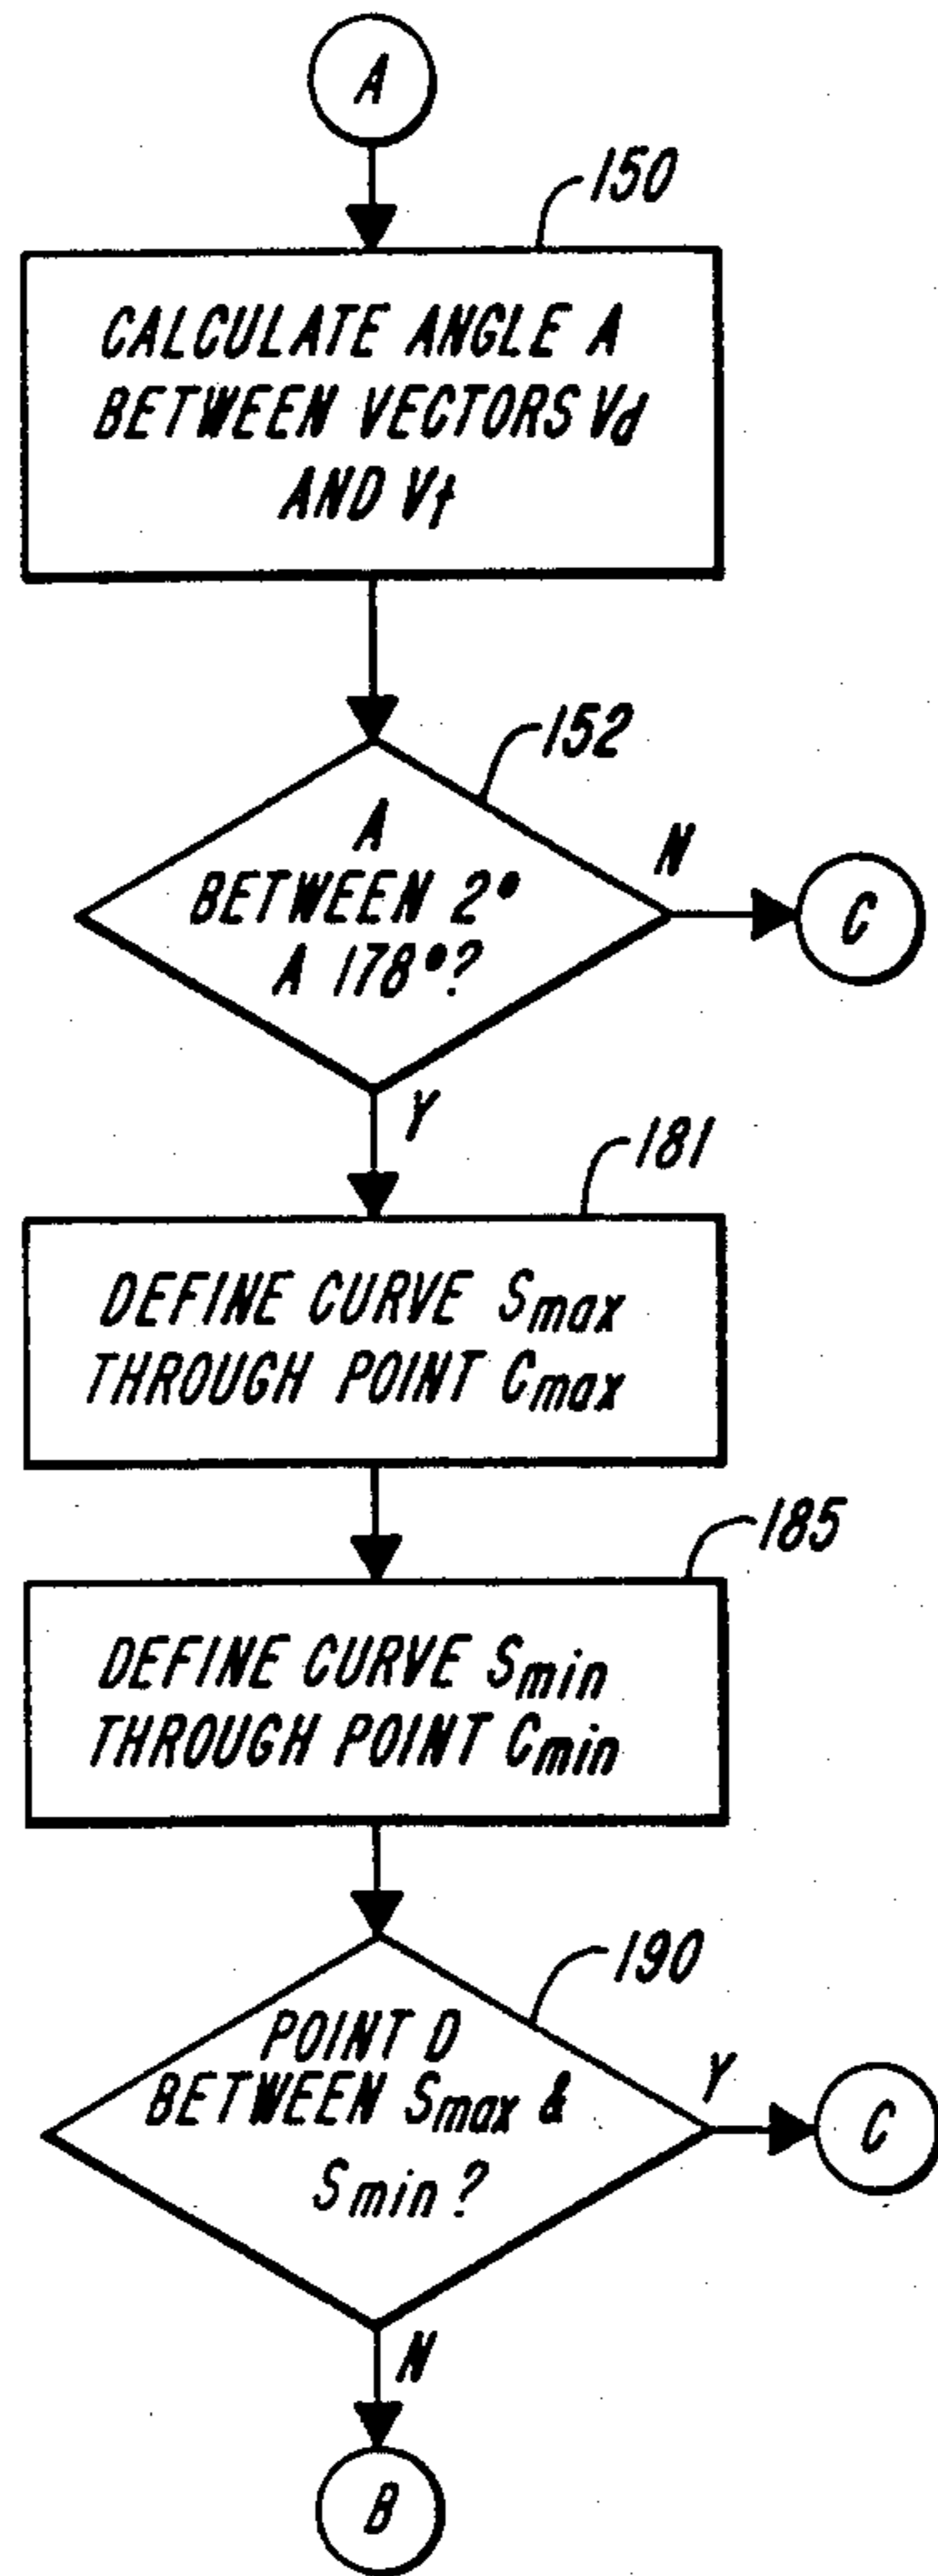 A
150
CALCULATE ANGLE A
BETWEEN VECTORS Vd
AND Vt
152
A
BETWEEN 2°
A 178°?
N
C
Y
181
DEFINE CURVE Smax
THROUGH POINT Cmax
185
DEFINE CURVE Smin
THROUGH POINT Cmin
190
POINT D
BETWEEN Smax &
Smin?
Y
C
N
B